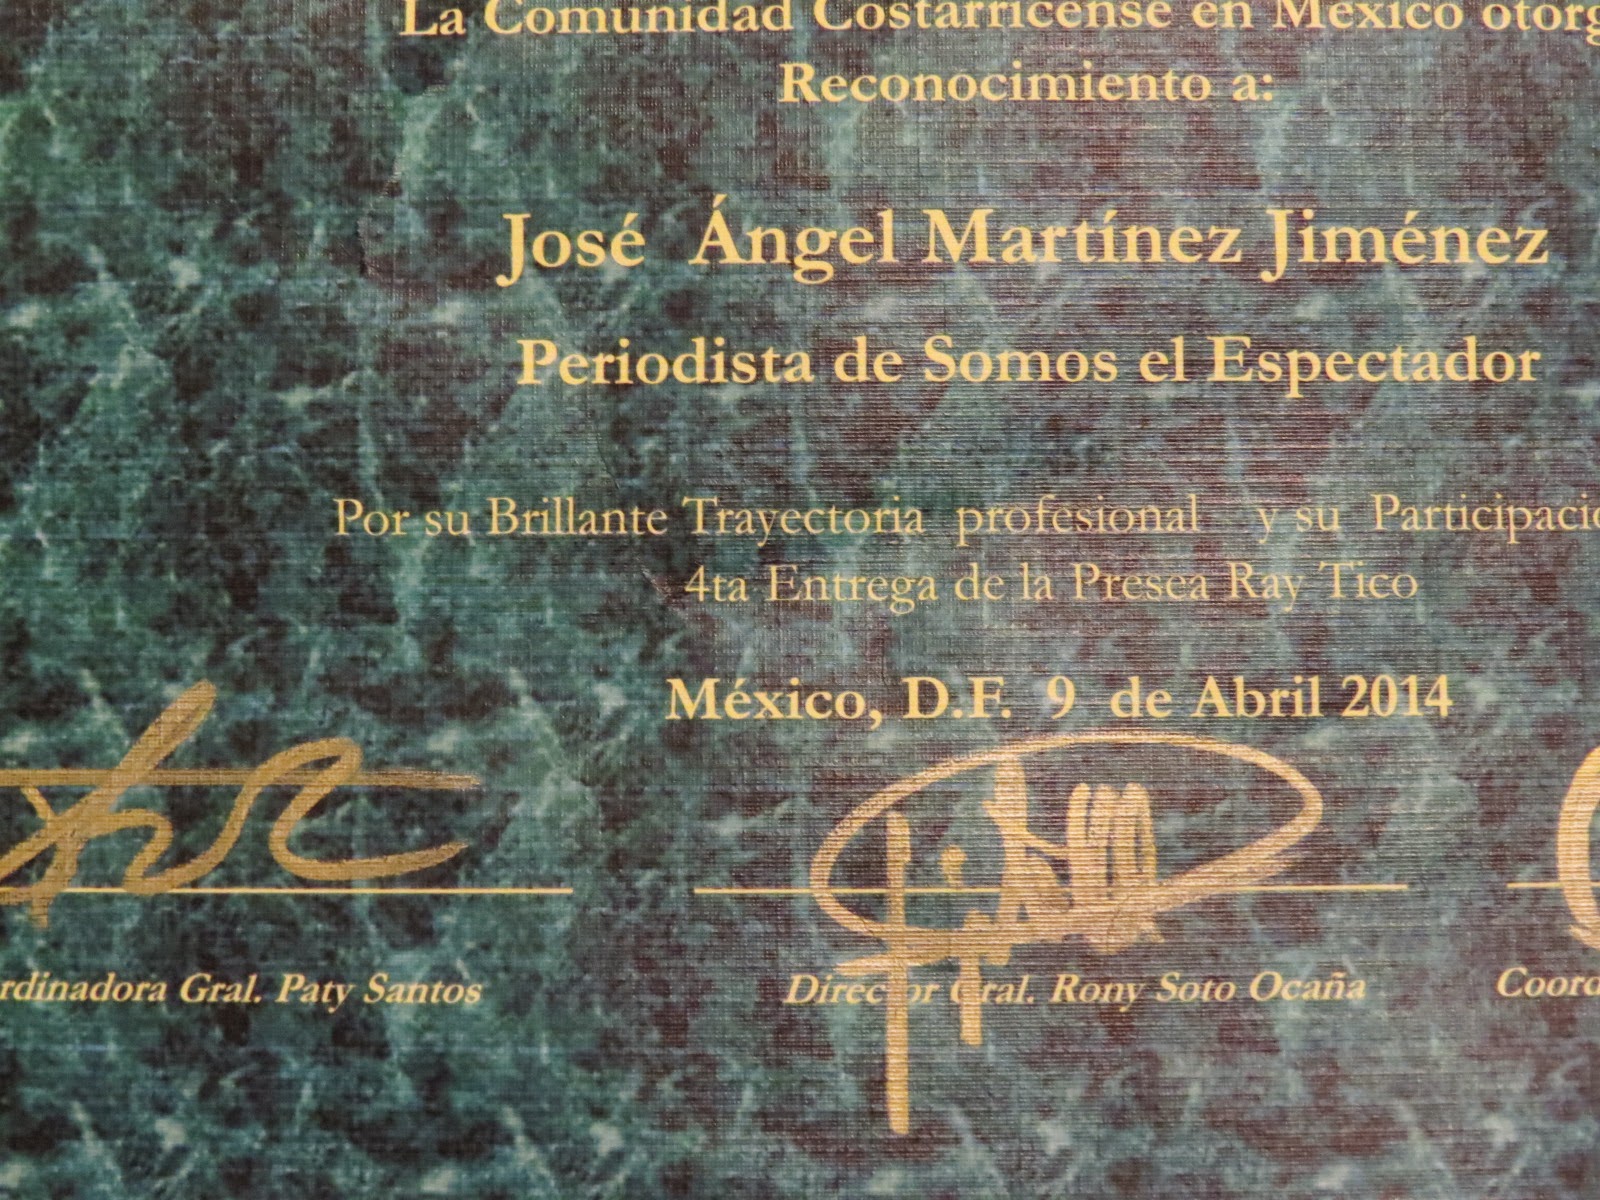 La Comunidad Costarricense en México otorg
Reconocimiento a:
José Ángel Martínez Jiménez
Periodista de Somos el Espectador
Por su Brillante Trayectoria profesional y su Participació
4ta Entrega de la Presea Ray Tico
México, D.F. 9 de Abril 2014
rdinadora Gral. Paty Santos
Director Gral. Rony Soto Ocaña
Coord